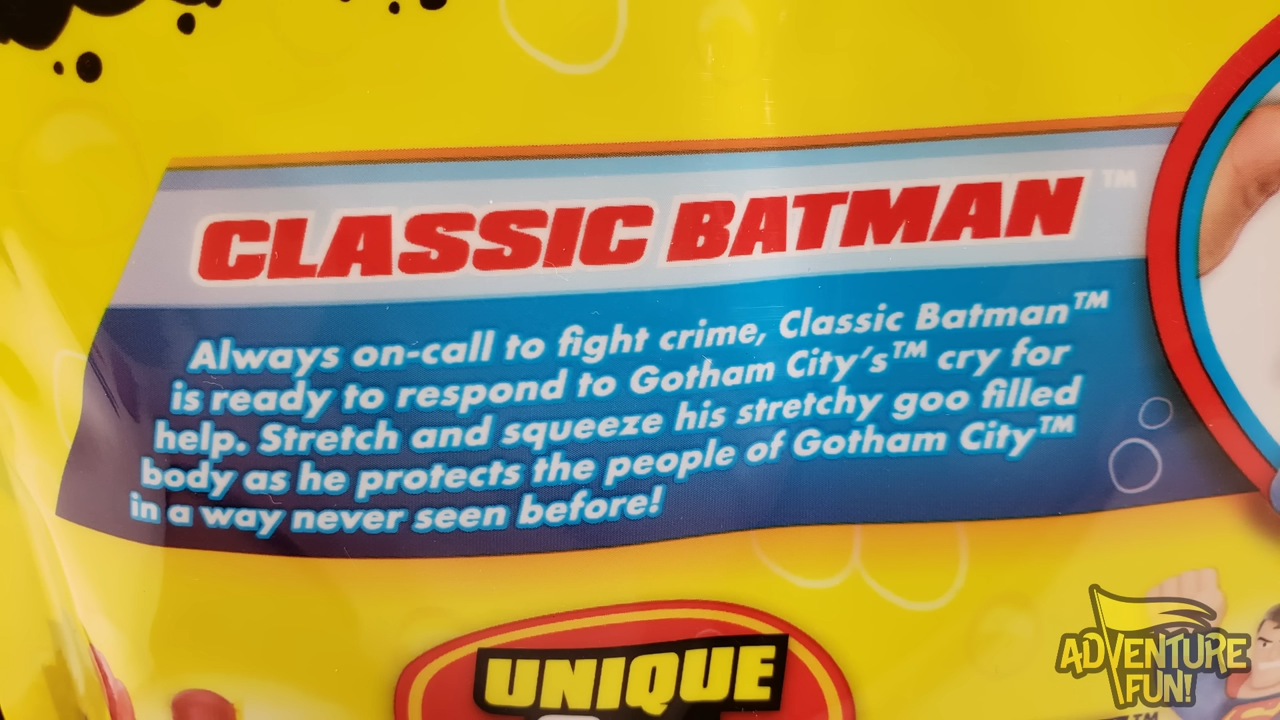 CLASSIC BATMAN™
Always on-call to fight crime, Classic Batman™
is ready to respond to Gotham City's™ cry for
help. Stretch and squeeze his stretchy goo filled
body as he protects the people of Gotham City™
in a way never seen before!
UNIQUE
ADVENTURE
FUN!
TM